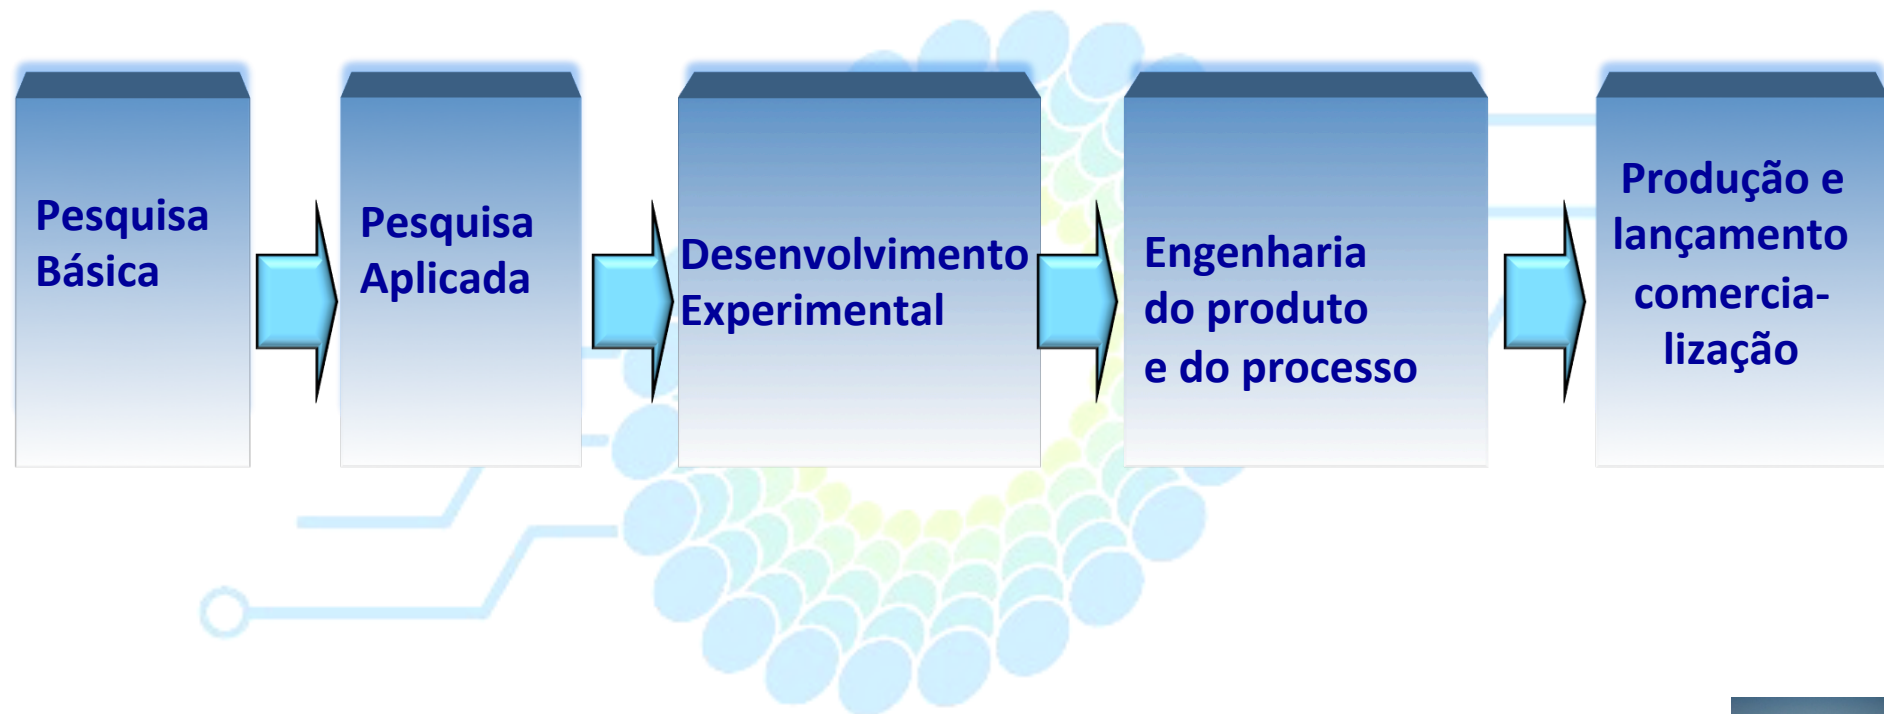 Pesquisa
Básica
Pesquisa
Aplicada
Desenvolvimento
Experimental
Engenharia
do produto
e do processo
Produção e
lançamento
comercia-
lização